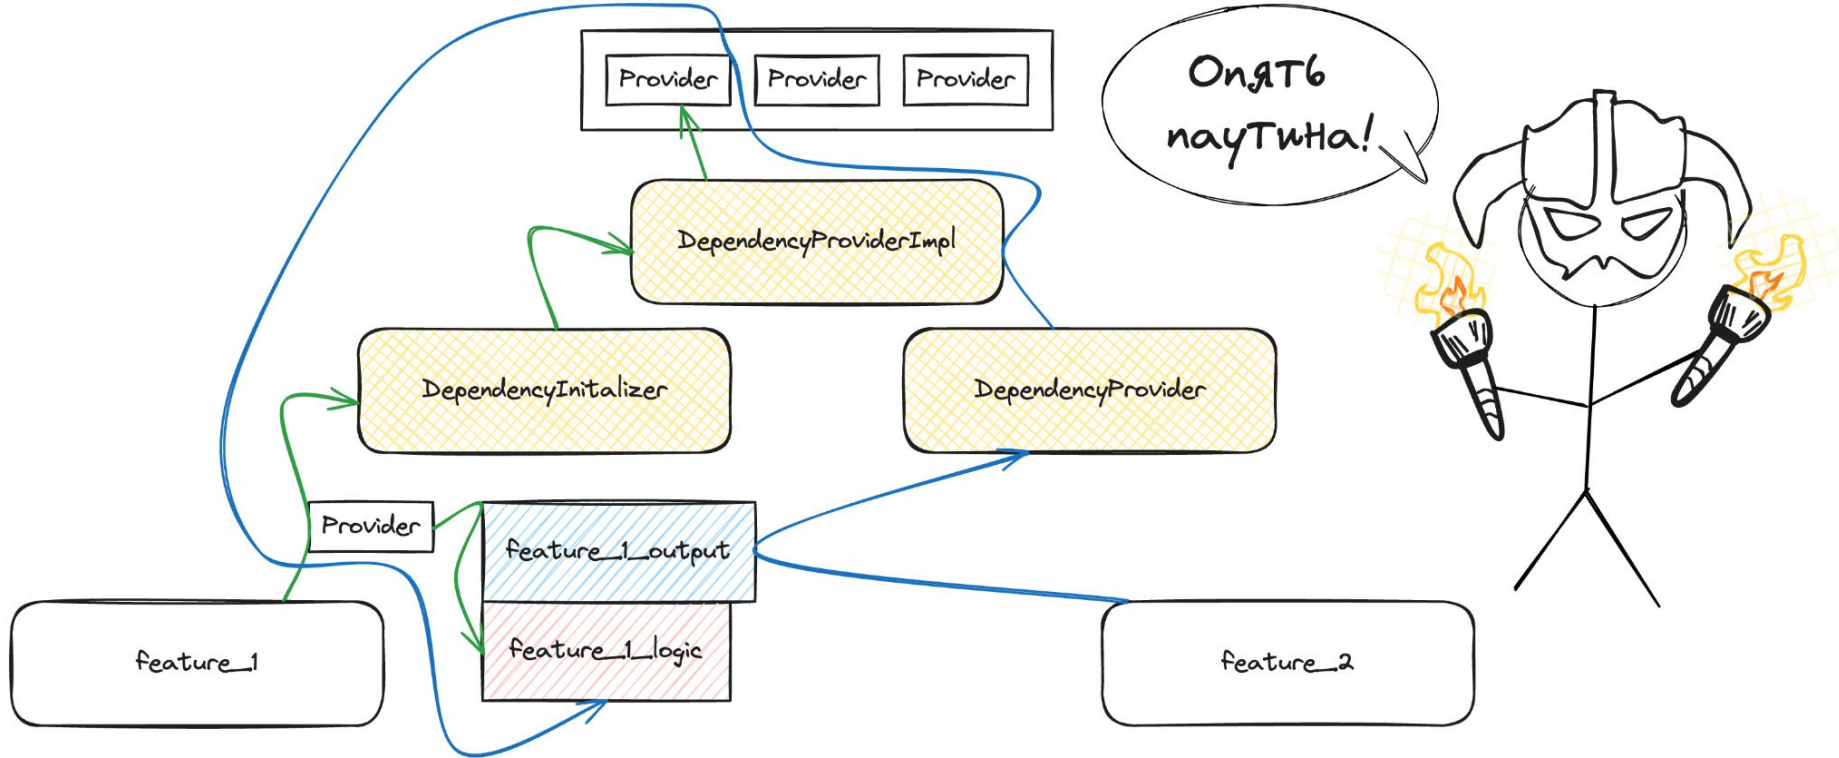 Provider
Provider
Provider
Опять
паутина!
DependencyProviderImpl
DependencyInitalizer
DependencyProvider
Provider
feature_1_output
feature_1_logic
feature_1
feature_2